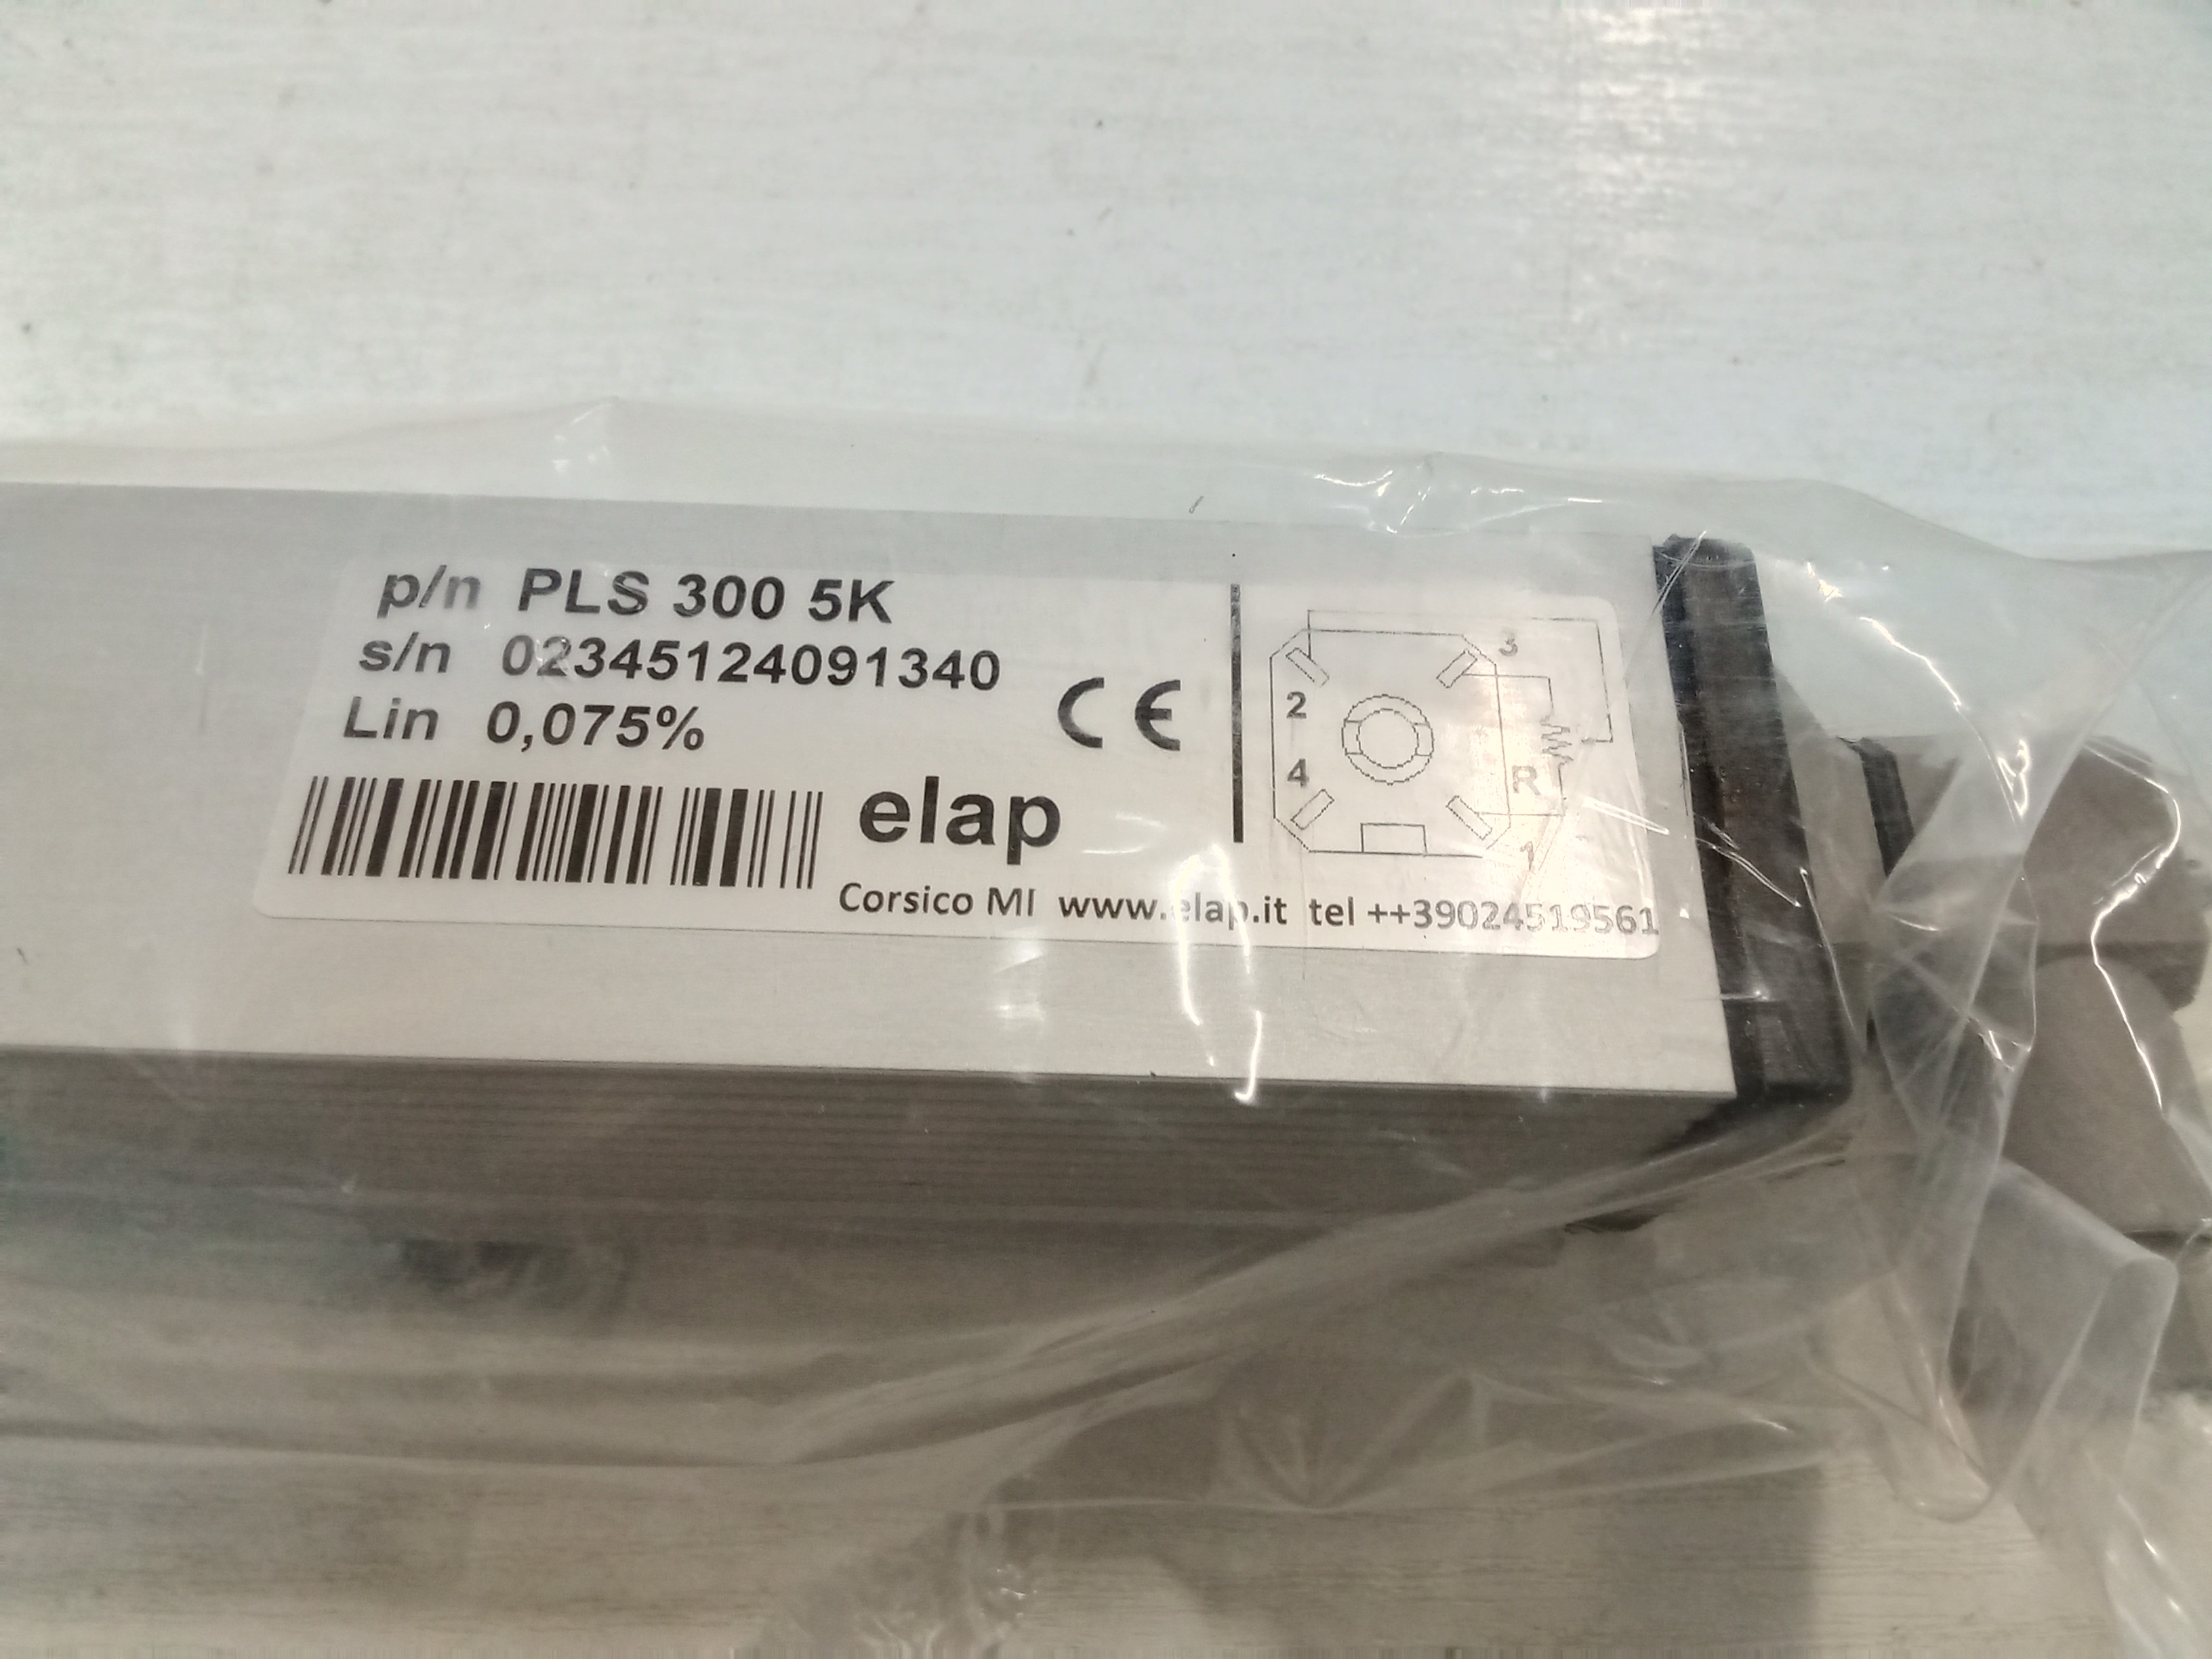 p/n PLS 300 5K
s/n 02345124091340
Lin 0,075%
CE
elap
Corsico MI www.elap.it tel ++39024519561
3
2
4
R
1